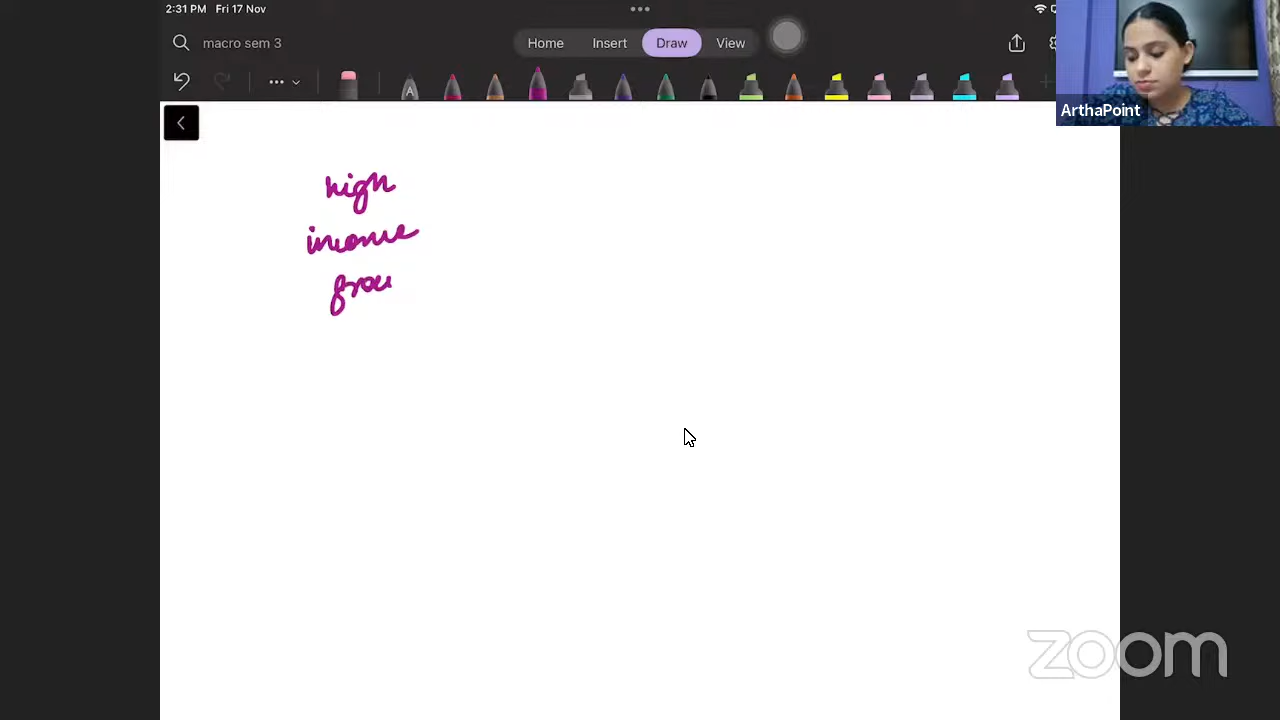 2:31 PM Fri 17 Nov
macro sem 3
Home Insert Draw View
A
ArthaPoint
high
income
grou
zoom